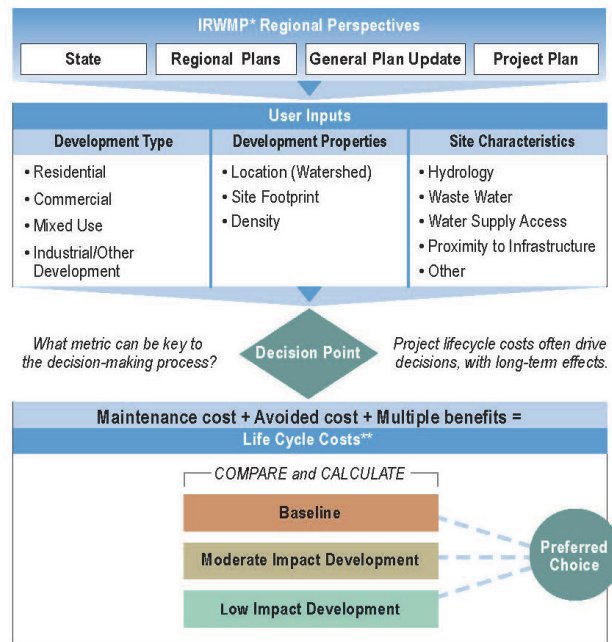 IRWMP* Regional Perspectives
State
Regional Plans
General Plan Update
Project Plan
User Inputs
Development Type
• Residential
• Commercial
• Mixed Use
• Industrial/Other
Development
Development Properties
• Location (Watershed)
• Site Footprint
• Density
Site Characteristics
• Hydrology
• Waste Water
• Water Supply Access
• Proximity to Infrastructure
• Other
What metric can be key to
the decision-making process?
Decision Point
Project lifecycle costs often drive
decisions, with long-term effects.
Maintenance cost + Avoided cost + Multiple benefits =
Life Cycle Costs**
COMPARE and CALCULATE
Baseline
Moderate Impact Development
Low Impact Development
Preferred
Choice